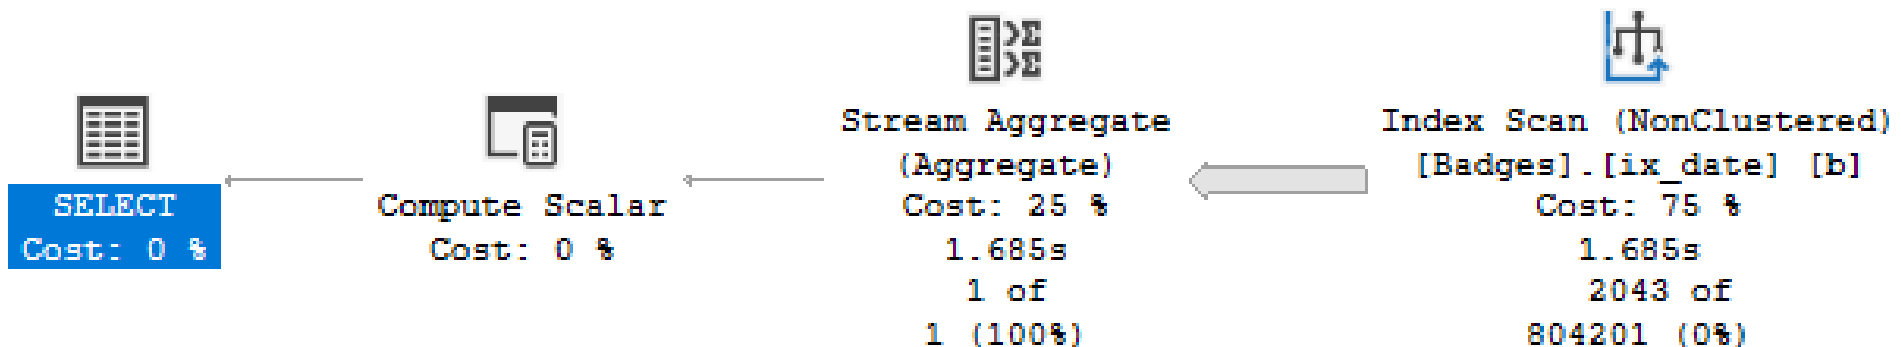 SELECT
Cost: 0 %
Compute Scalar
Cost: 0 %
Stream Aggregate
(Aggregate)
Cost: 25 %
1.685s
1 of
1 (100%)
Index Scan (NonClustered)
[Badges].[ix_date] [b]
Cost: 75 %
1.685s
2043 of
804201 (0%)